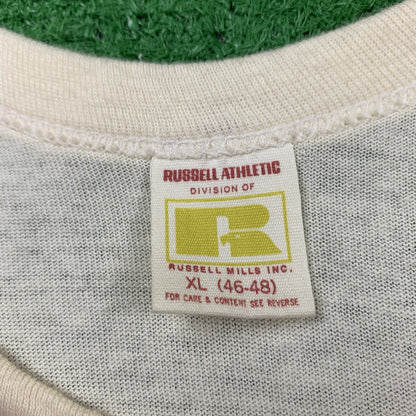 RUSSELL ATHLETIC
DIVISION OF
R
RUSSELL MILLS INC.
XL (46-48)
FOR CARE & CONTENT SEE REVERSE